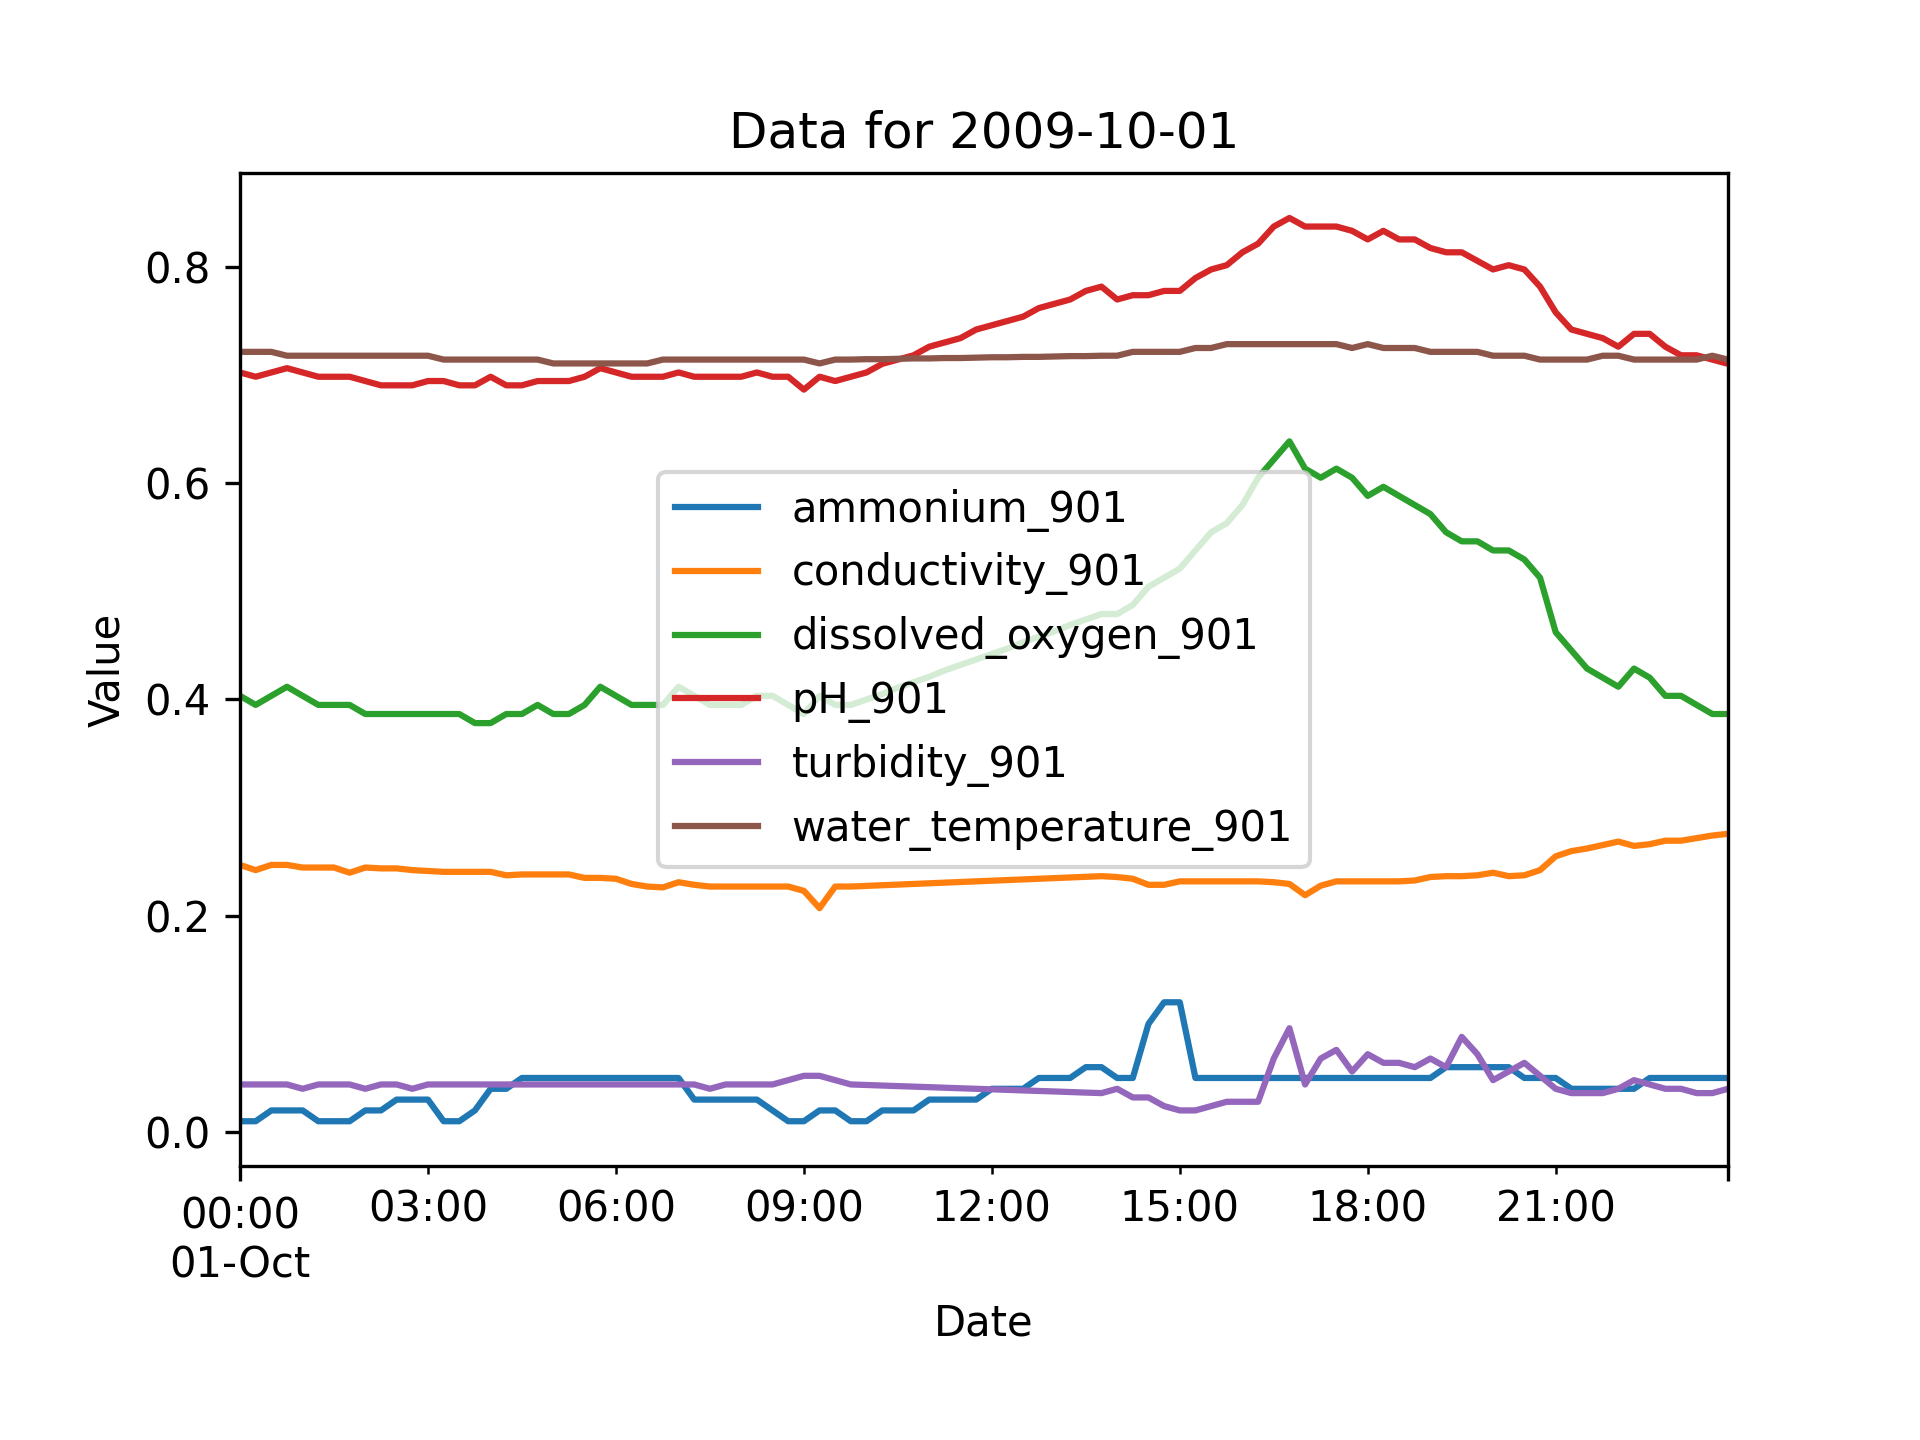 Data for 2009-10-01
Value
0.8
0.6
0.4
0.2
0.0
ammonium_901
conductivity_901
dissolved_oxygen_901
pH_901
turbidity_901
water_temperature_901
00:00 03:00 06:00 09:00 12:00 15:00 18:00 21:00
01-Oct
Date